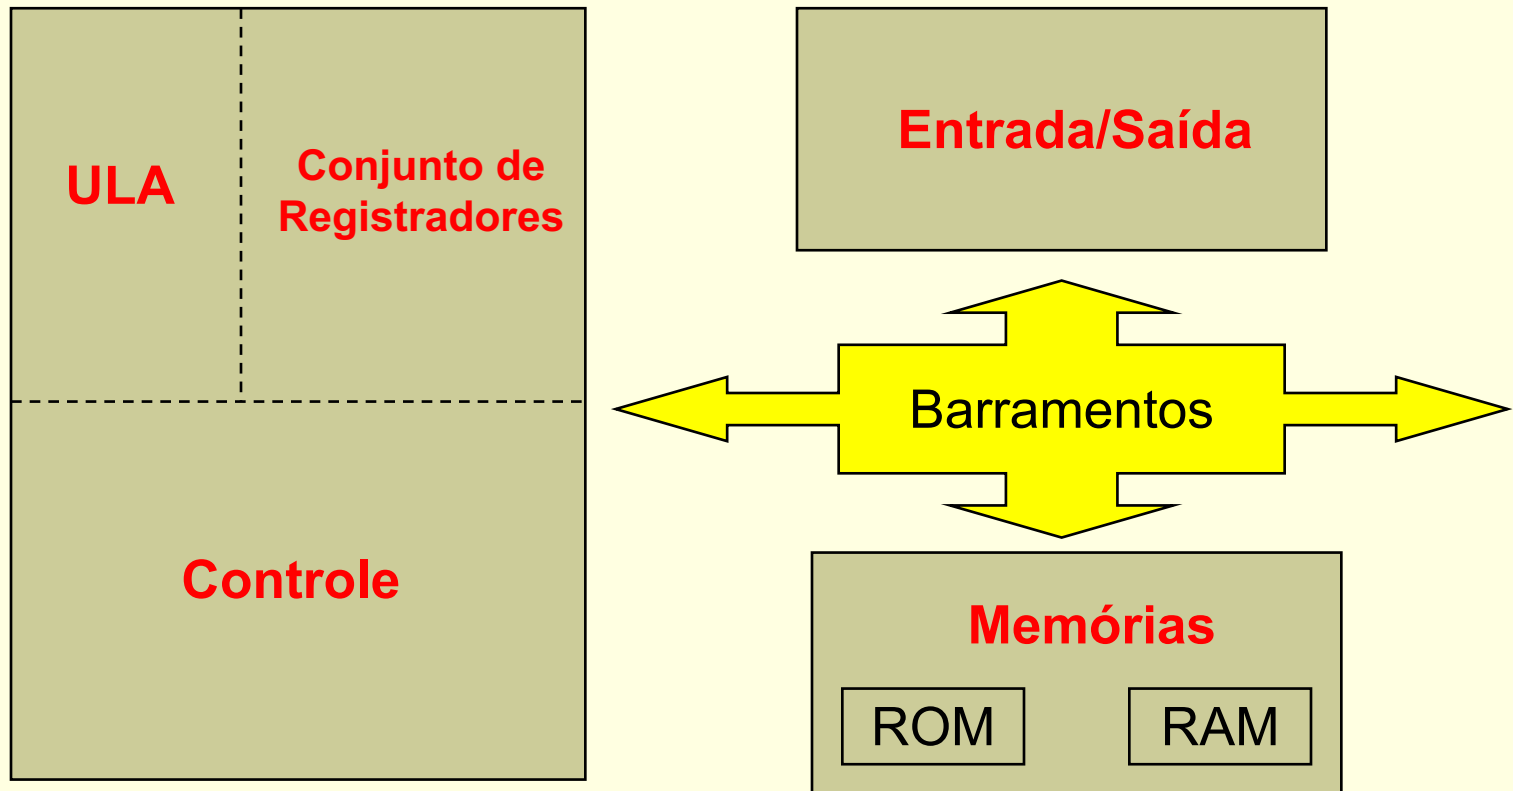 ULA
Conjunto de
Registradores
Controle
Entrada/Saída
Barramentos
Memórias
ROM
RAM